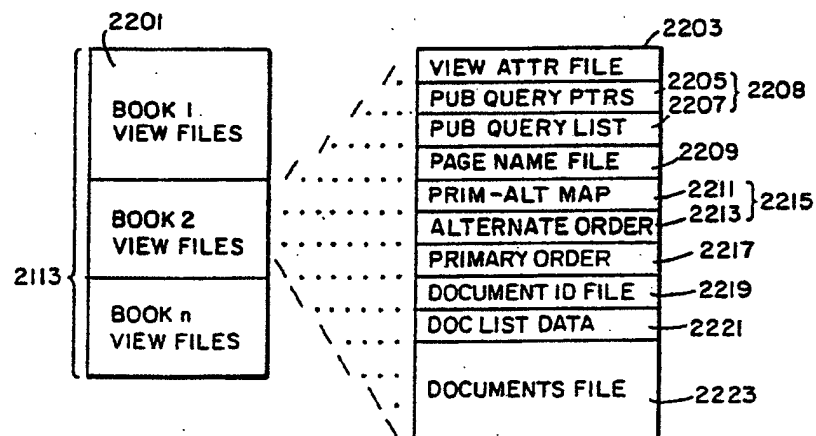 2201
BOOK 1
VIEW FILES
BOOK 2
VIEW FILES
BOOK n
VIEW FILES
2113
2203
VIEW ATTR FILE
PUB QUERY PTRS 2205
2208
PUB QUERY LIST 2207
PAGE NAME FILE 2209
PRIM-ALT MAP 2211
2215
ALTERNATE ORDER 2213
PRIMARY ORDER 2217
DOCUMENT ID FILE 2219
DOC LIST DATA 2221
DOCUMENTS FILE 2223